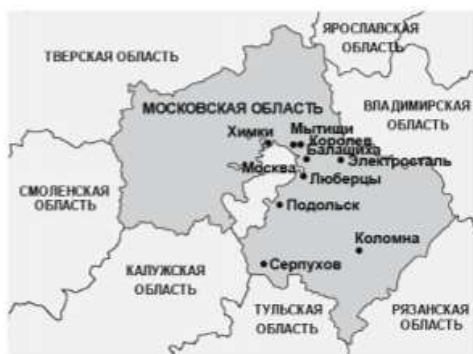 ЯРОСЛАВСКАЯ
ОБЛАСТЬ
ТВЕРСКАЯ ОБЛАСТЬ
МОСКОВСКАЯ ОБЛАСТЬ
ВЛАДИМИРСКАЯ
ОБЛАСТЬ
Химки
Мытищи
Королев
Балашиха
Москва
Электросталь
Люберцы
СМОЛЕНСКАЯ
ОБЛАСТЬ
Подольск
Коломна
Серпухов
КАЛУЖСКАЯ
ОБЛАСТЬ
ТУЛЬСКАЯ
ОБЛАСТЬ
РЯЗАНСКАЯ
ОБЛАСТЬ